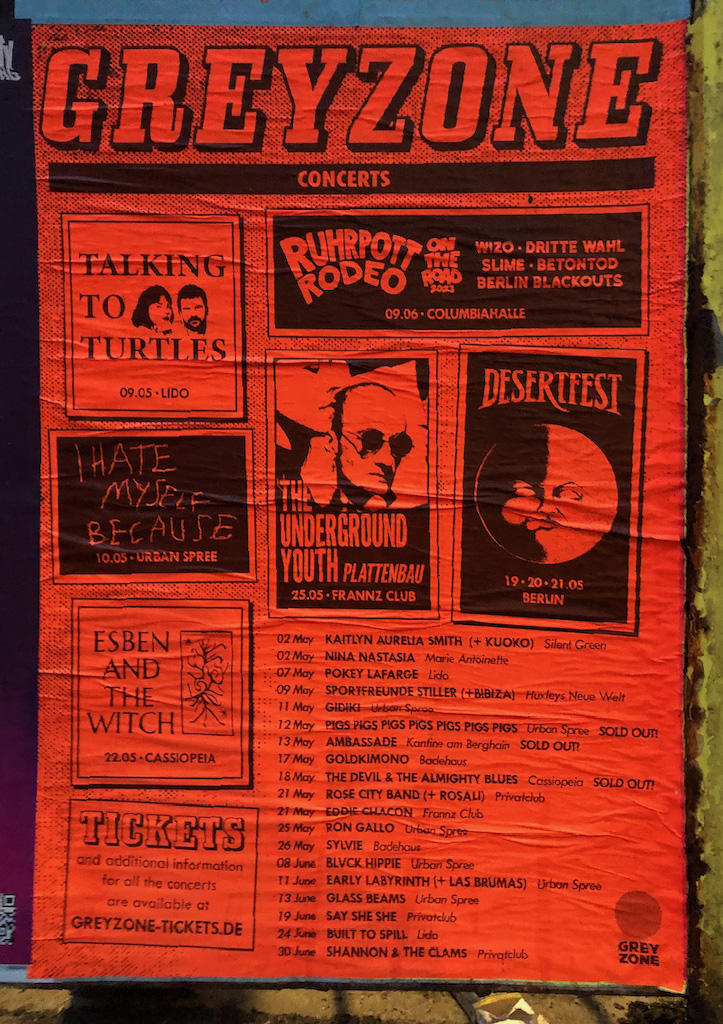 GREYZONE
CONCERTS
TALKING
TO
TURTLES
09.05 · LIDO
RUHRPOTT
RODEO
ON
THE
ROAD
2023
WIZO · DRITTE WAHL
SLIME · BETONTOD
BERLIN BLACKOUTS
09.06 · COLUMBIAHALLE
I HATE
MYSELF
BECAUSE
10.05 · URBAN SPREE
THE
UNDERGROUND
YOUTH PLATTENBAU
25.05 · FRANNZ CLUB
DESERTFEST
19 · 20 · 21.05
BERLIN
ESBEN
AND
THE
WITCH
22.05 · CASSIOPEIA
02 May KAITLYN AURELIA SMITH (+ KUOKO) Silent Green
02 May NINA NASTASIA Marie Antoinette
07 May POKEY LAFARGE Lido
09 May SPORTFREUNDE STILLER (+BIBIZA) Huxleys Neue Welt
11 May GIDIKI Urban Spree
12 May PIGS PIGS PIGS PIGS PIGS PIGS PIGS Urban Spree SOLD OUT!
13 May AMBASSADE Kantine am Berghain SOLD OUT!
17 May GOLDKIMONO Badehaus
18 May THE DEVIL & THE ALMIGHTY BLUES Cassiopeia SOLD OUT!
21 May ROSE CITY BAND (+ ROSALI) Privatclub
21 May EDDIE CHACON Frannz Club
25 May RON GALLO Urban Spree
26 May SYLVIE Badehaus
08 June BLVCK HIPPIE Urban Spree
11 June EARLY LABYRINTH (+ LAS BRUMAS) Urban Spree
13 June GLASS BEAMS Urban Spree
19 June SAY SHE SHE Privatclub
24 June BUILT TO SPILL Lido
30 June SHANNON & THE CLAMS Privatclub
TICKETS
and additional information
for all the concerts
are available at
GREYZONE-TICKETS.DE
GREY
ZONE